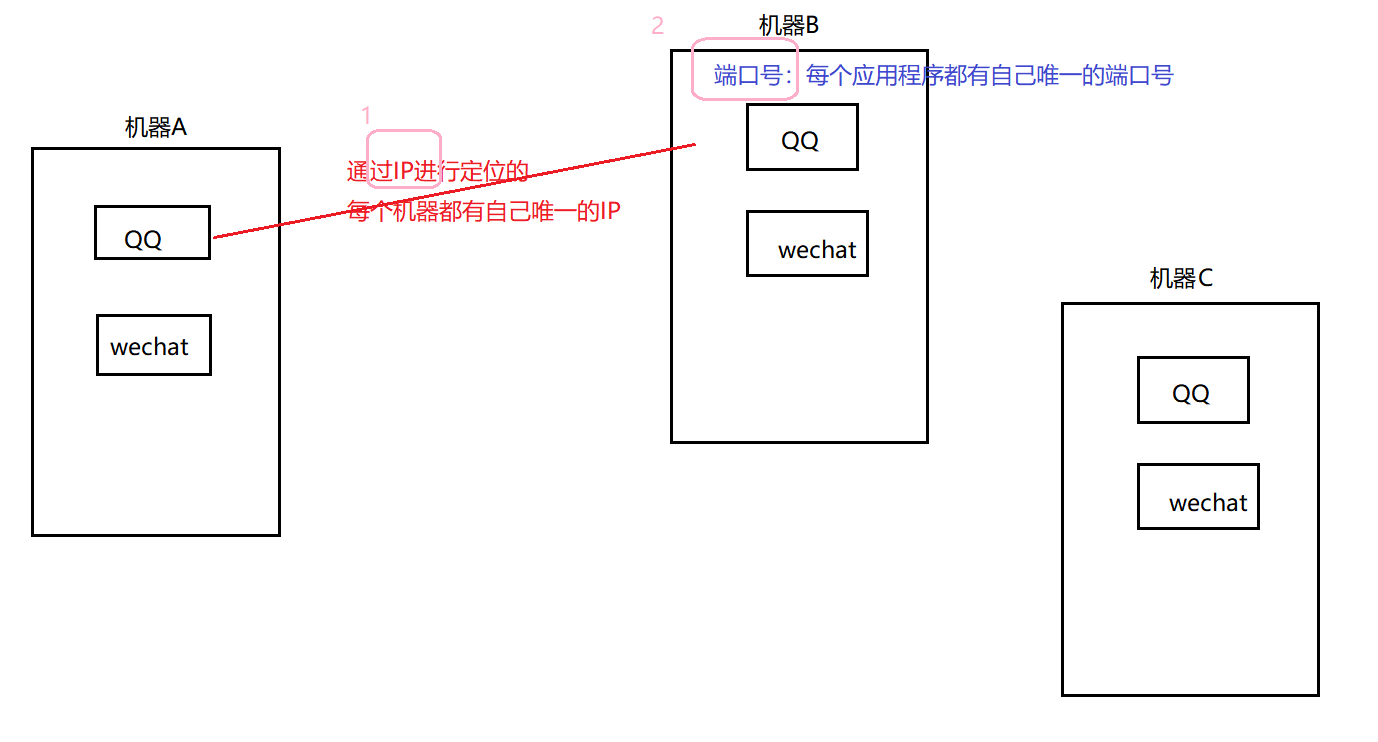 2
机器B
端口号：每个应用程序都有自己唯一的端口号
1
机器A
QQ
通过IP进行定位的
每个机器都有自己唯一的IP
QQ
wechat
wechat
机器C
QQ
wechat